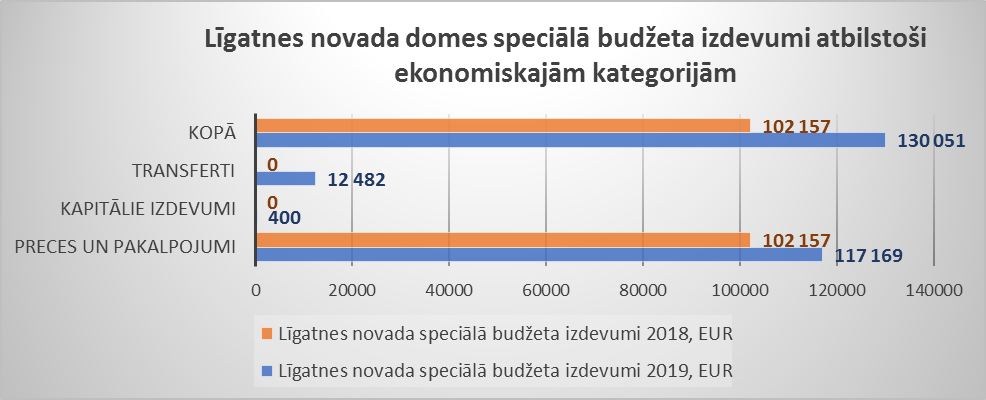 Līgatnes novada domes speciālā budžeta izdevumi atbilstoši
ekonomiskajām kategorijām
KOPĀ
102 157
130 051
TRANSFERTI
0
12 482
KAPITĀLIE IZDEVUMI
0
400
PRECES UN PAKALPOJUMI
102 157
117 169
0 20000 40000 60000 80000 100000 120000 140000
Līgatnes novada speciālā budžeta izdevumi 2018, EUR
Līgatnes novada speciālā budžeta izdevumi 2019, EUR